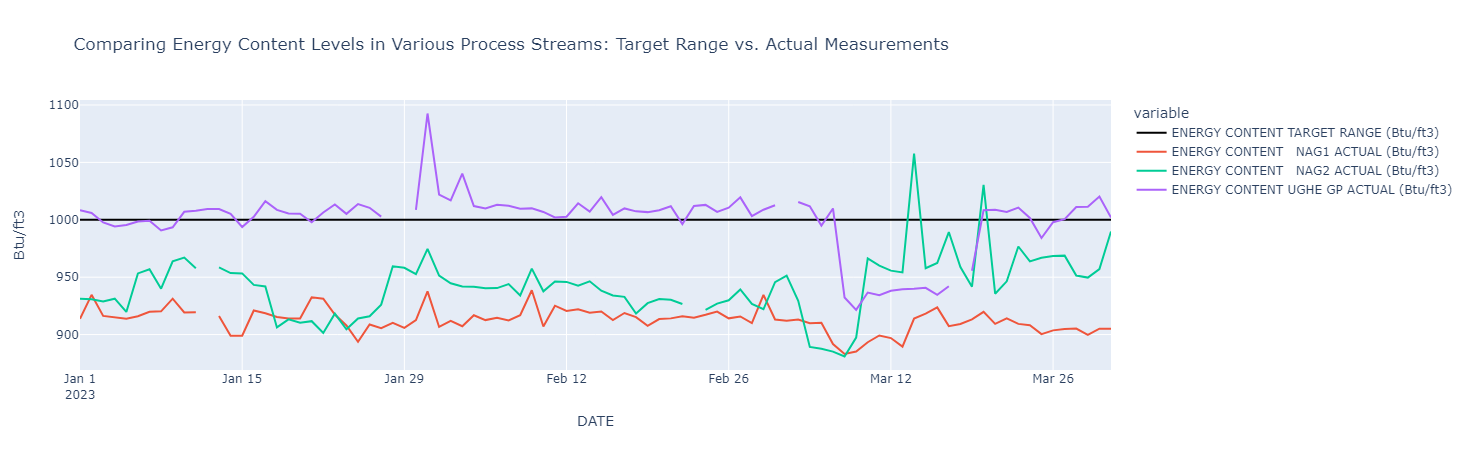 Comparing Energy Content Levels in Various Process Streams: Target Range vs. Actual Measurements
1100
1050
1000
950
900
Btu/ft3
Jan 1
2023
Jan 15
Jan 29
Feb 12
Feb 26
Mar 12
Mar 26
DATE
variable
ENERGY CONTENT TARGET RANGE (Btu/ft3)
ENERGY CONTENT   NAG1 ACTUAL (Btu/ft3)
ENERGY CONTENT   NAG2 ACTUAL (Btu/ft3)
ENERGY CONTENT UGHE GP ACTUAL (Btu/ft3)